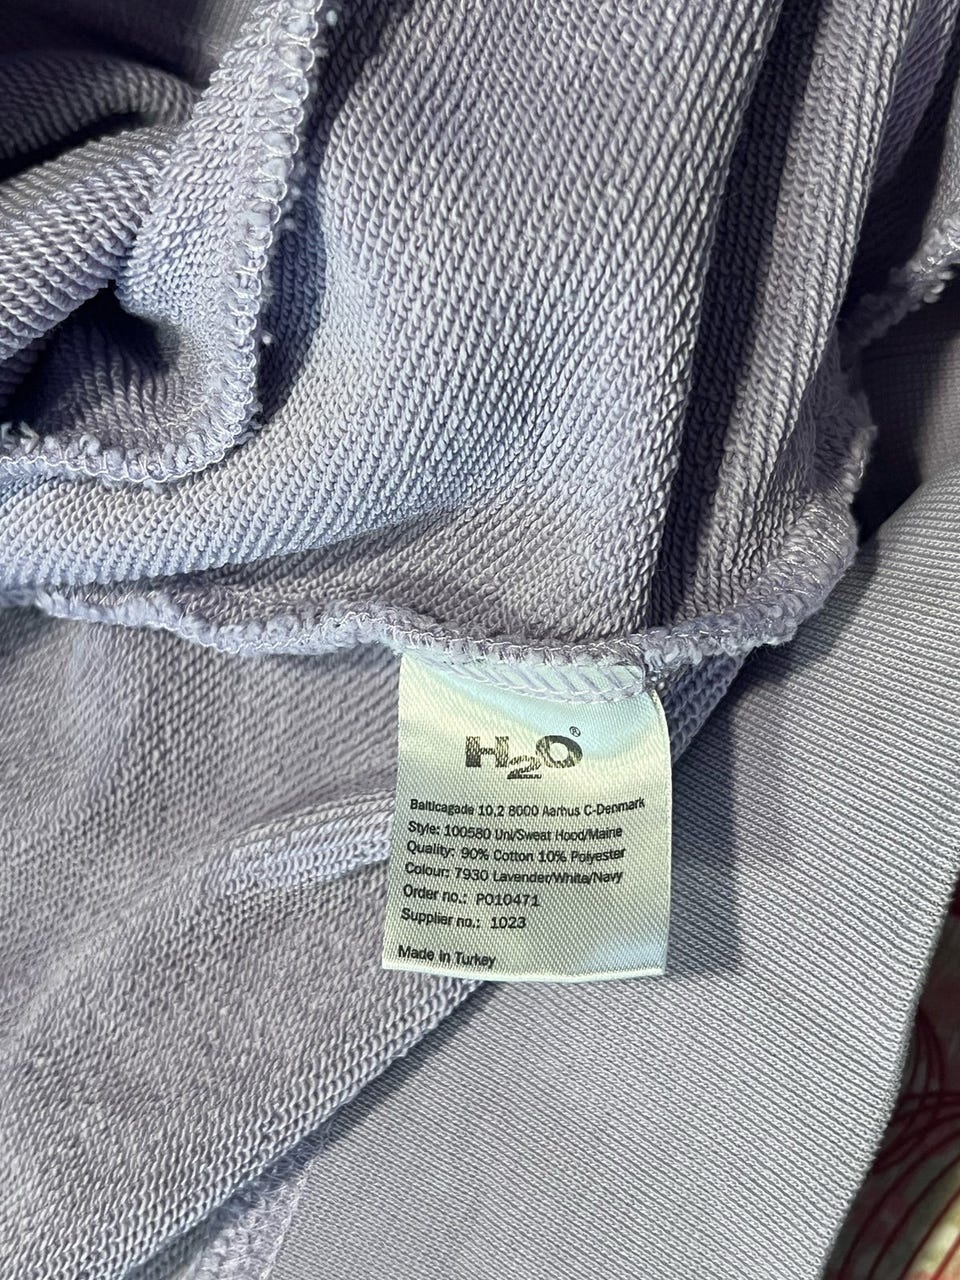 H2O®
Balticagade 10,2 8000 Aarhus C-Denmark
Style: 100580 Uni/Sweat Hood/Maine
Quality: 90% Cotton 10% Polyester
Colour: 7930 Lavender/White/Navy
Order no.: PO10471
Supplier no.: 1023
Made in Turkey